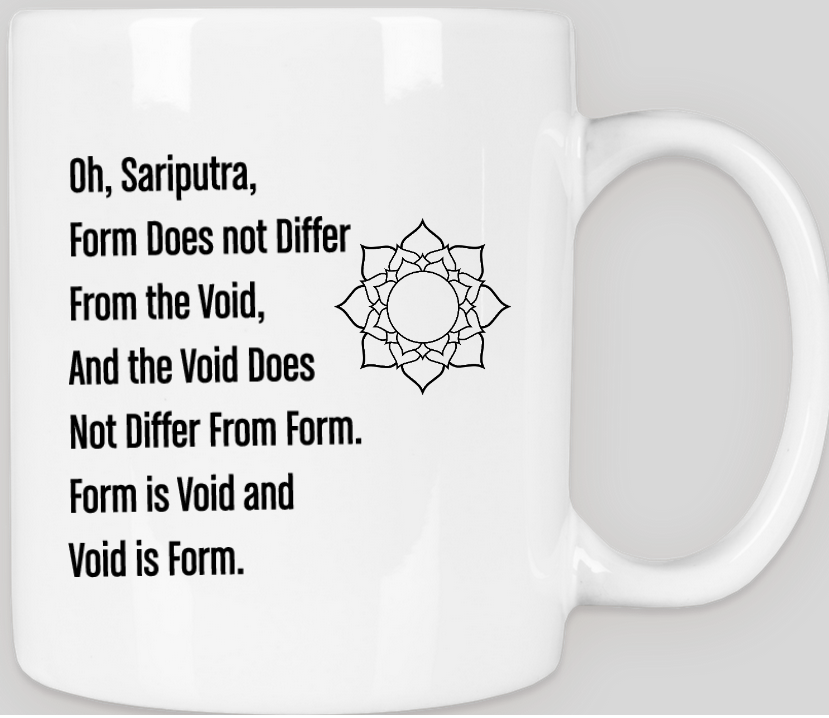 Oh, Sariputra,
Form Does not Differ
From the Void,
And the Void Does
Not Differ From Form.
Form is Void and
Void is Form.